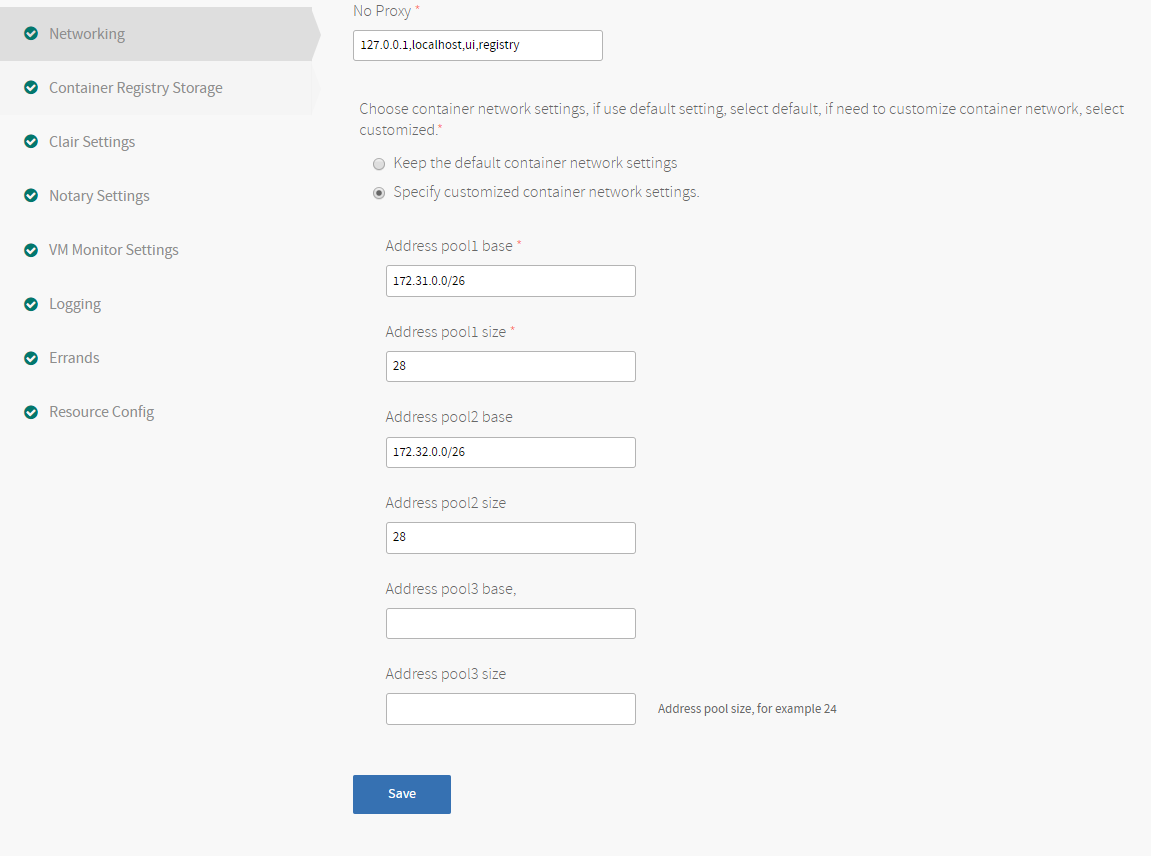 Networking
Container Registry Storage
Clair Settings
Notary Settings
VM Monitor Settings
Logging
Errands
Resource Config
No Proxy *
127.0.0.1,localhost,ui,registry
Choose container network settings, if use default setting, select default, if need to customize container network, select
customized.*
Keep the default container network settings
Specify customized container network settings.
Address pool1 base *
172.31.0.0/26
Address pool1 size *
28
Address pool2 base
172.32.0.0/26
Address pool2 size
28
Address pool3 base,
Address pool3 size
Address pool size, for example 24
Save